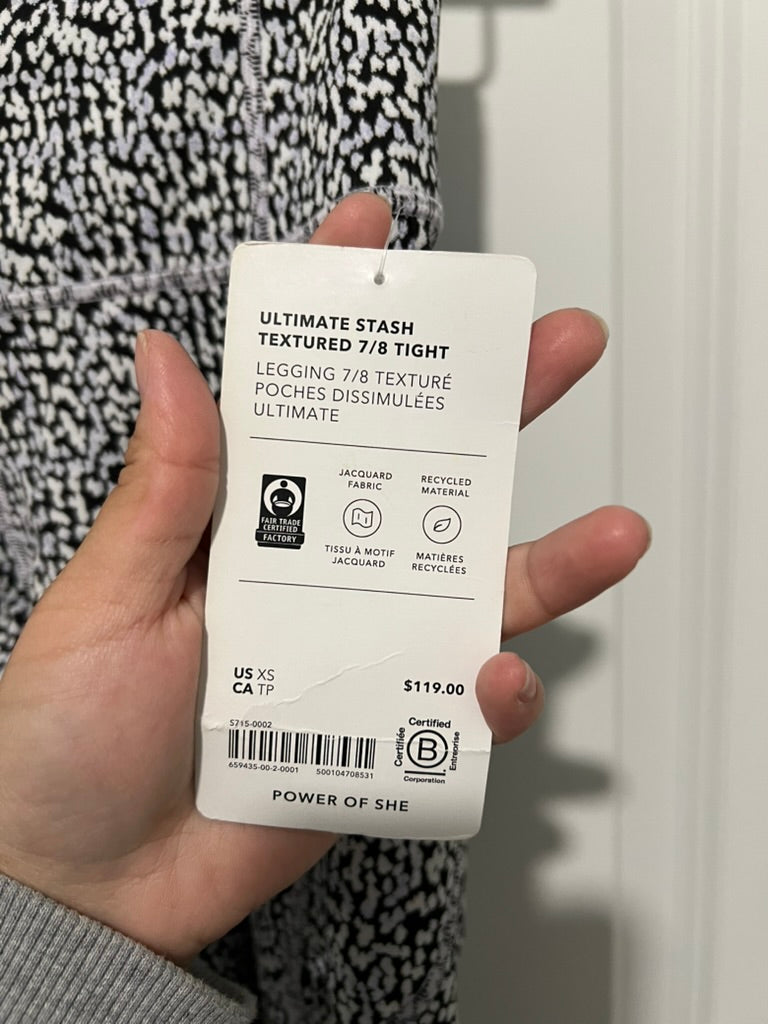 ULTIMATE STASH
TEXTURED 7/8 TIGHT
LEGGING 7/8 TEXTURÉ
POCHES DISSIMULÉES
ULTIMATE
FAIR TRADE
CERTIFIED
FACTORY
JACQUARD
FABRIC
TISSU À MOTIF
JACQUARD
RECYCLED
MATERIAL
MATIÈRES
RECYCLÉES
US XS
CA TP
$119.00
S715-0002
659435-00-2-0001 500104708531
Certified
Certifiée
B
Entreprise
Corporation
POWER OF SHE